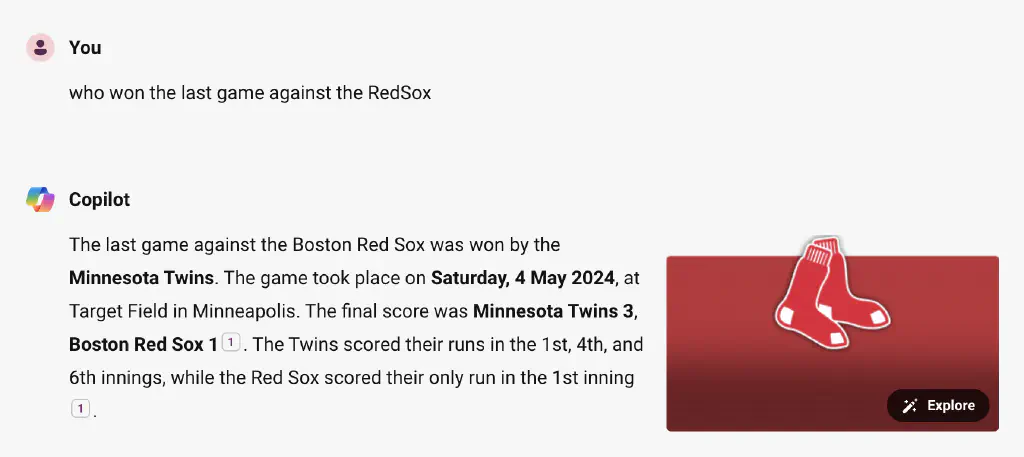 You
who won the last game against the RedSox
Copilot
The last game against the Boston Red Sox was won by the
Minnesota Twins. The game took place on Saturday, 4 May 2024, at
Target Field in Minneapolis. The final score was Minnesota Twins 3,
Boston Red Sox 1 1 . The Twins scored their runs in the 1st, 4th, and
6th innings, while the Red Sox scored their only run in the 1st inning
1 .
Explore